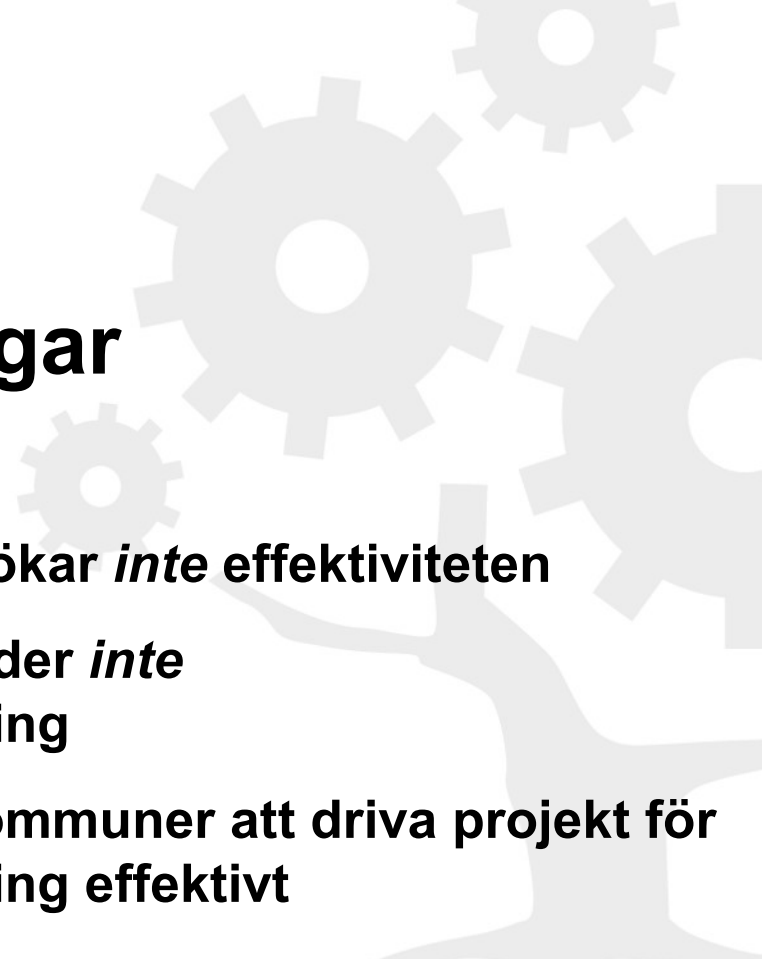 gar
ökar inte effektiviteten
der inte
ing
ommuner att driva projekt för
ing effektivt